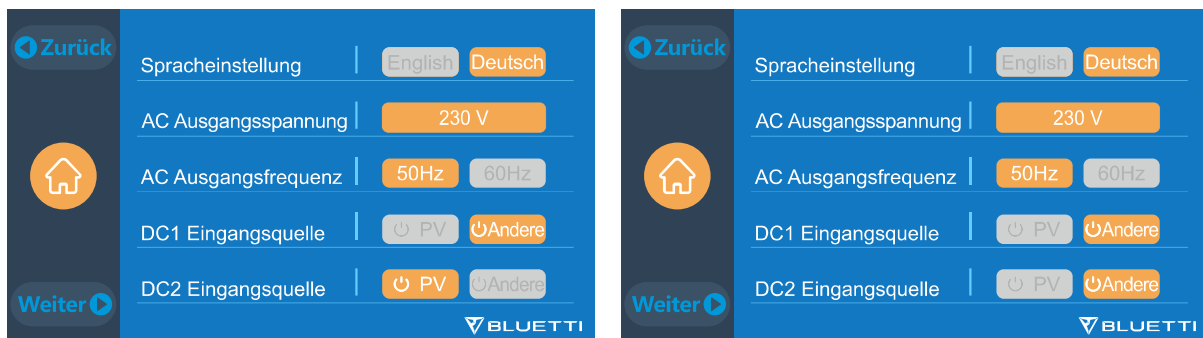 Zurück
Spracheinstellung English Deutsch
AC Ausgangsspannung 230 V
AC Ausgangsfrequenz 50Hz 60Hz
DC1 Eingangsquelle PV Andere
DC2 Eingangsquelle PV Andere
Weiter
BLUETTI
Zurück
Spracheinstellung English Deutsch
AC Ausgangsspannung 230 V
AC Ausgangsfrequenz 50Hz 60Hz
DC1 Eingangsquelle PV Andere
DC2 Eingangsquelle PV Andere
Weiter
BLUETTI